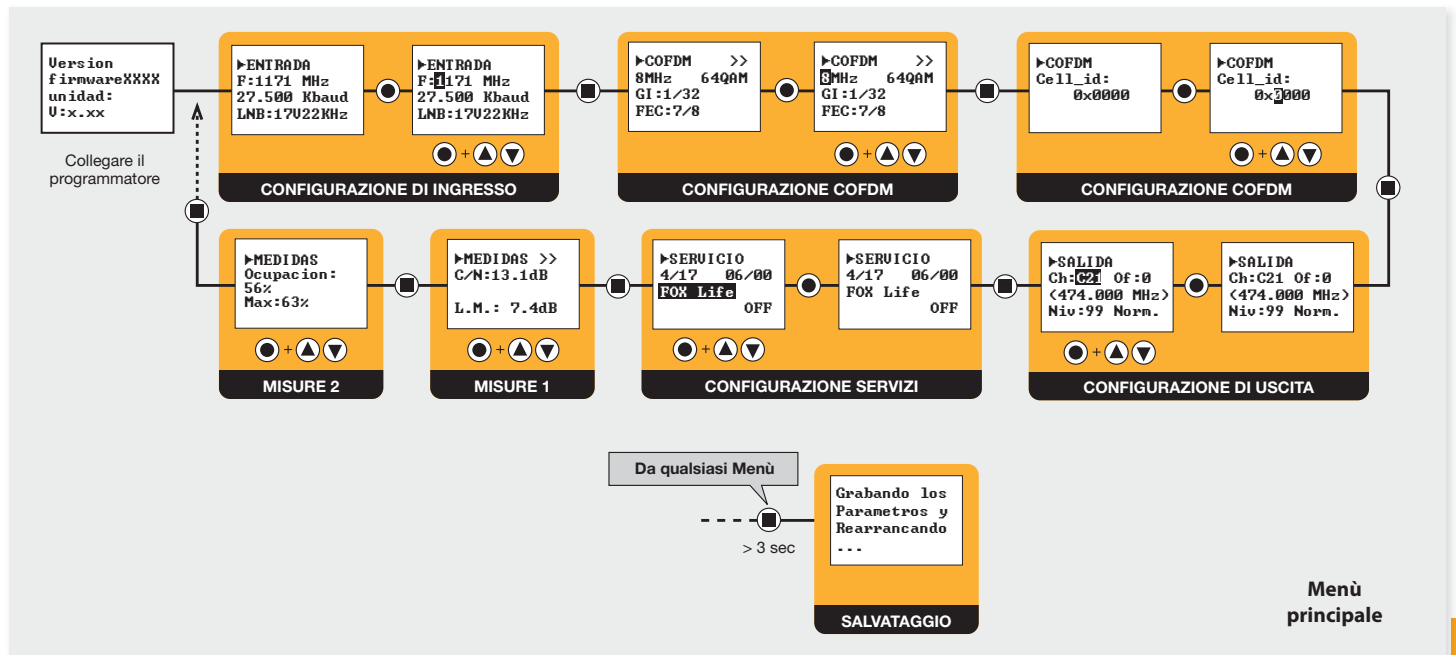 Version
firmwareXXXX
unidad:
V:x.xx
Collegare il
programmatore
►ENTRADA
F:1171 MHz
27.500 Kbaud
LNB:17V22KHz
►ENTRADA
F:1171 MHz
27.500 Kbaud
LNB:17V22KHz
+
CONFIGURAZIONE DI INGRESSO
►COFDM >>
8MHz 64QAM
GI:1/32
FEC:7/8
►COFDM >>
8MHz 64QAM
GI:1/32
FEC:7/8
+
CONFIGURAZIONE COFDM
►COFDM
Cell_id:
0x0000
►COFDM
Cell_id:
0x0000
+
CONFIGURAZIONE COFDM
►MEDIDAS
Ocupacion:
56%
Max:63%
+
MISURE 2
►MEDIDAS >>
C/N:13.1dB
L.M.: 7.4dB
+
MISURE 1
►SERVICIO
4/17 06/00
FOX Life
OFF
►SERVICIO
4/17 06/00
FOX Life
OFF
+
CONFIGURAZIONE SERVIZI
►SALIDA
Ch:C21 Of:0
(474.000 MHz)
Niv:99 Norm.
►SALIDA
Ch:C21 Of:0
(474.000 MHz)
Niv:99 Norm.
+
CONFIGURAZIONE DI USCITA
Da qualsiasi Menù
> 3 sec
Grabando los
Parametros y
Rearrancando
...
SALVATAGGIO
Menù
principale